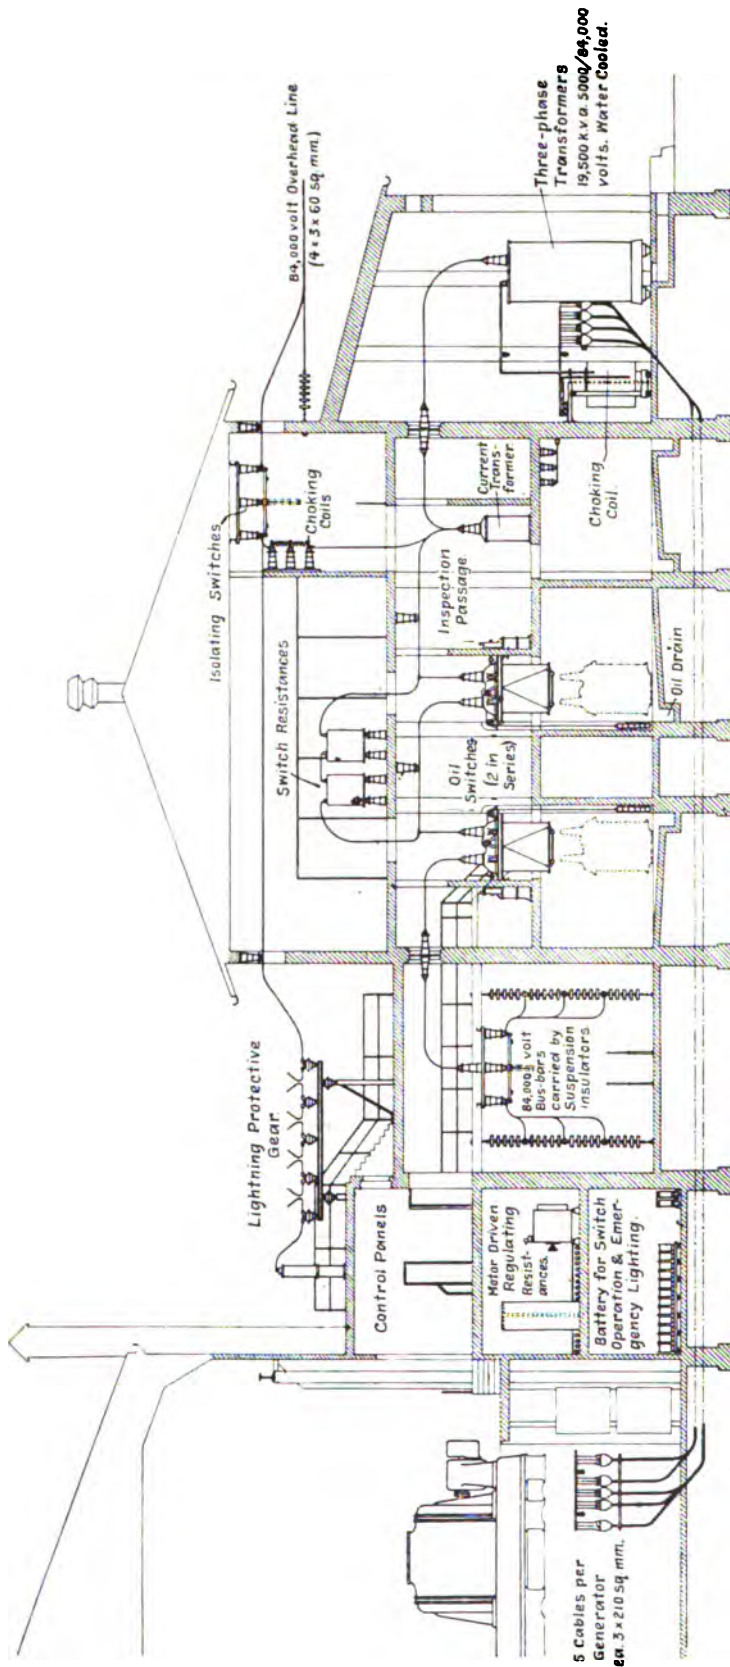 84,000 volt Overhead Line
(4 x 3 x 60 sq. mm.)
Three-phase
Transformers
19,500 k.v.a. 5000/84,000
volts. Water Cooled.
Isolating Switches
Choking
Coils
Current
Trans-
former
Choking
Coil.
Inspection
Passage
Switch Resistances
Oil
Switches
(2 in
Series)
Oil Drain
Lightning Protective
Gear.
84,000 volt
Bus-bars
carried by
Suspension
insulators
Control Panels
Motor Driven
Regulating
Resist-
ances.
Battery for Switch
Operation & Emer-
gency Lighting.
5 Cables per
Generator
ea. 3 x 210 sq mm.